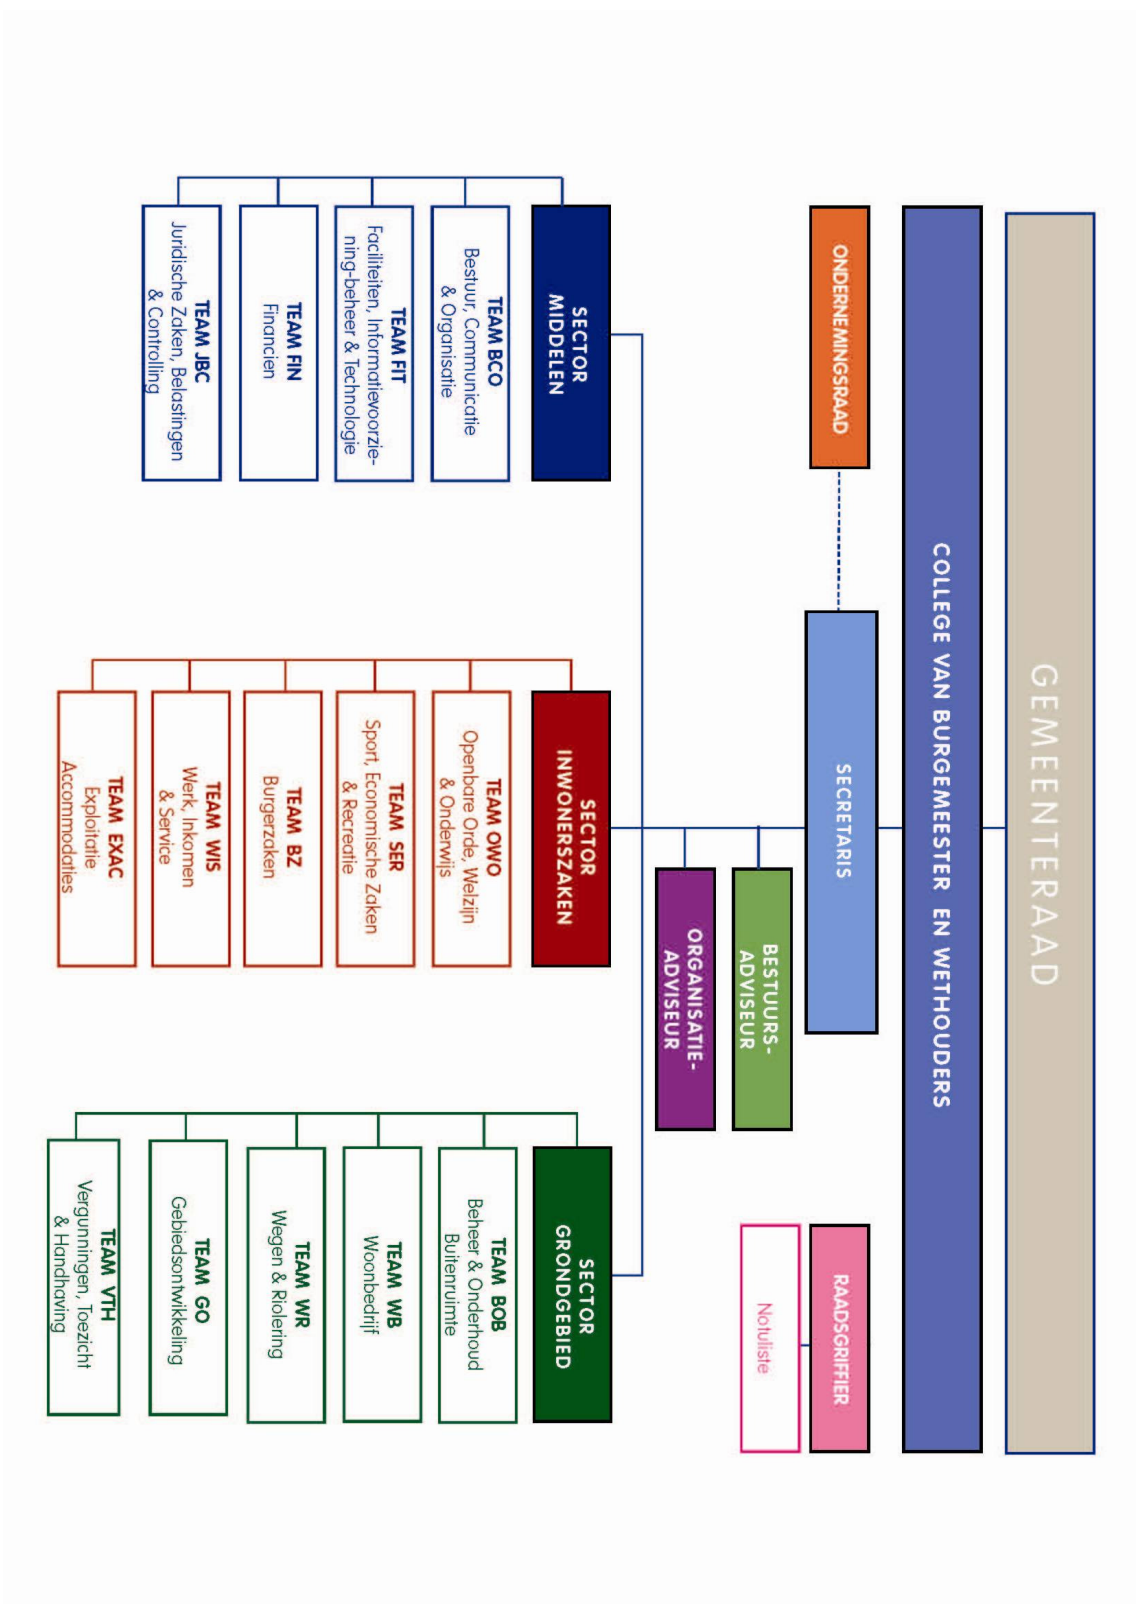 GEMEENTERAAD
COLLEGE VAN BURGEMEESTER EN WETHOUDERS
ONDERNEMINGSRAAD
SECRETARIS
RAADSGRIFFIER
Notuliste
BESTUURS-
ADVISEUR
ORGANISATIE-
ADVISEUR
SECTOR
MIDDELEN
TEAM BCO
Bestuur, Communicatie
& Organisatie
TEAM FIT
Faciliteiten, Informatievoorzie-
ning-beheer & Technologie
TEAM FIN
Financien
TEAM JBC
Juridische Zaken, Belastingen
& Controlling
SECTOR
INWONERSZAKEN
TEAM OWO
Openbare Orde, Welzijn
& Onderwijs
TEAM SER
Sport, Economische Zaken
& Recreatie
TEAM BZ
Burgerzaken
TEAM WIS
Werk, Inkomen
& Service
TEAM EXAC
Exploitatie
Accommodaties
SECTOR
GRONDGEBIED
TEAM BOB
Beheer & Onderhoud
Buitenruimte
TEAM WB
Woonbedrijf
TEAM WR
Wegen & Riolering
TEAM GO
Gebiedsontwikkeling
TEAM VTH
Vergunningen, Toezicht
& Handhaving